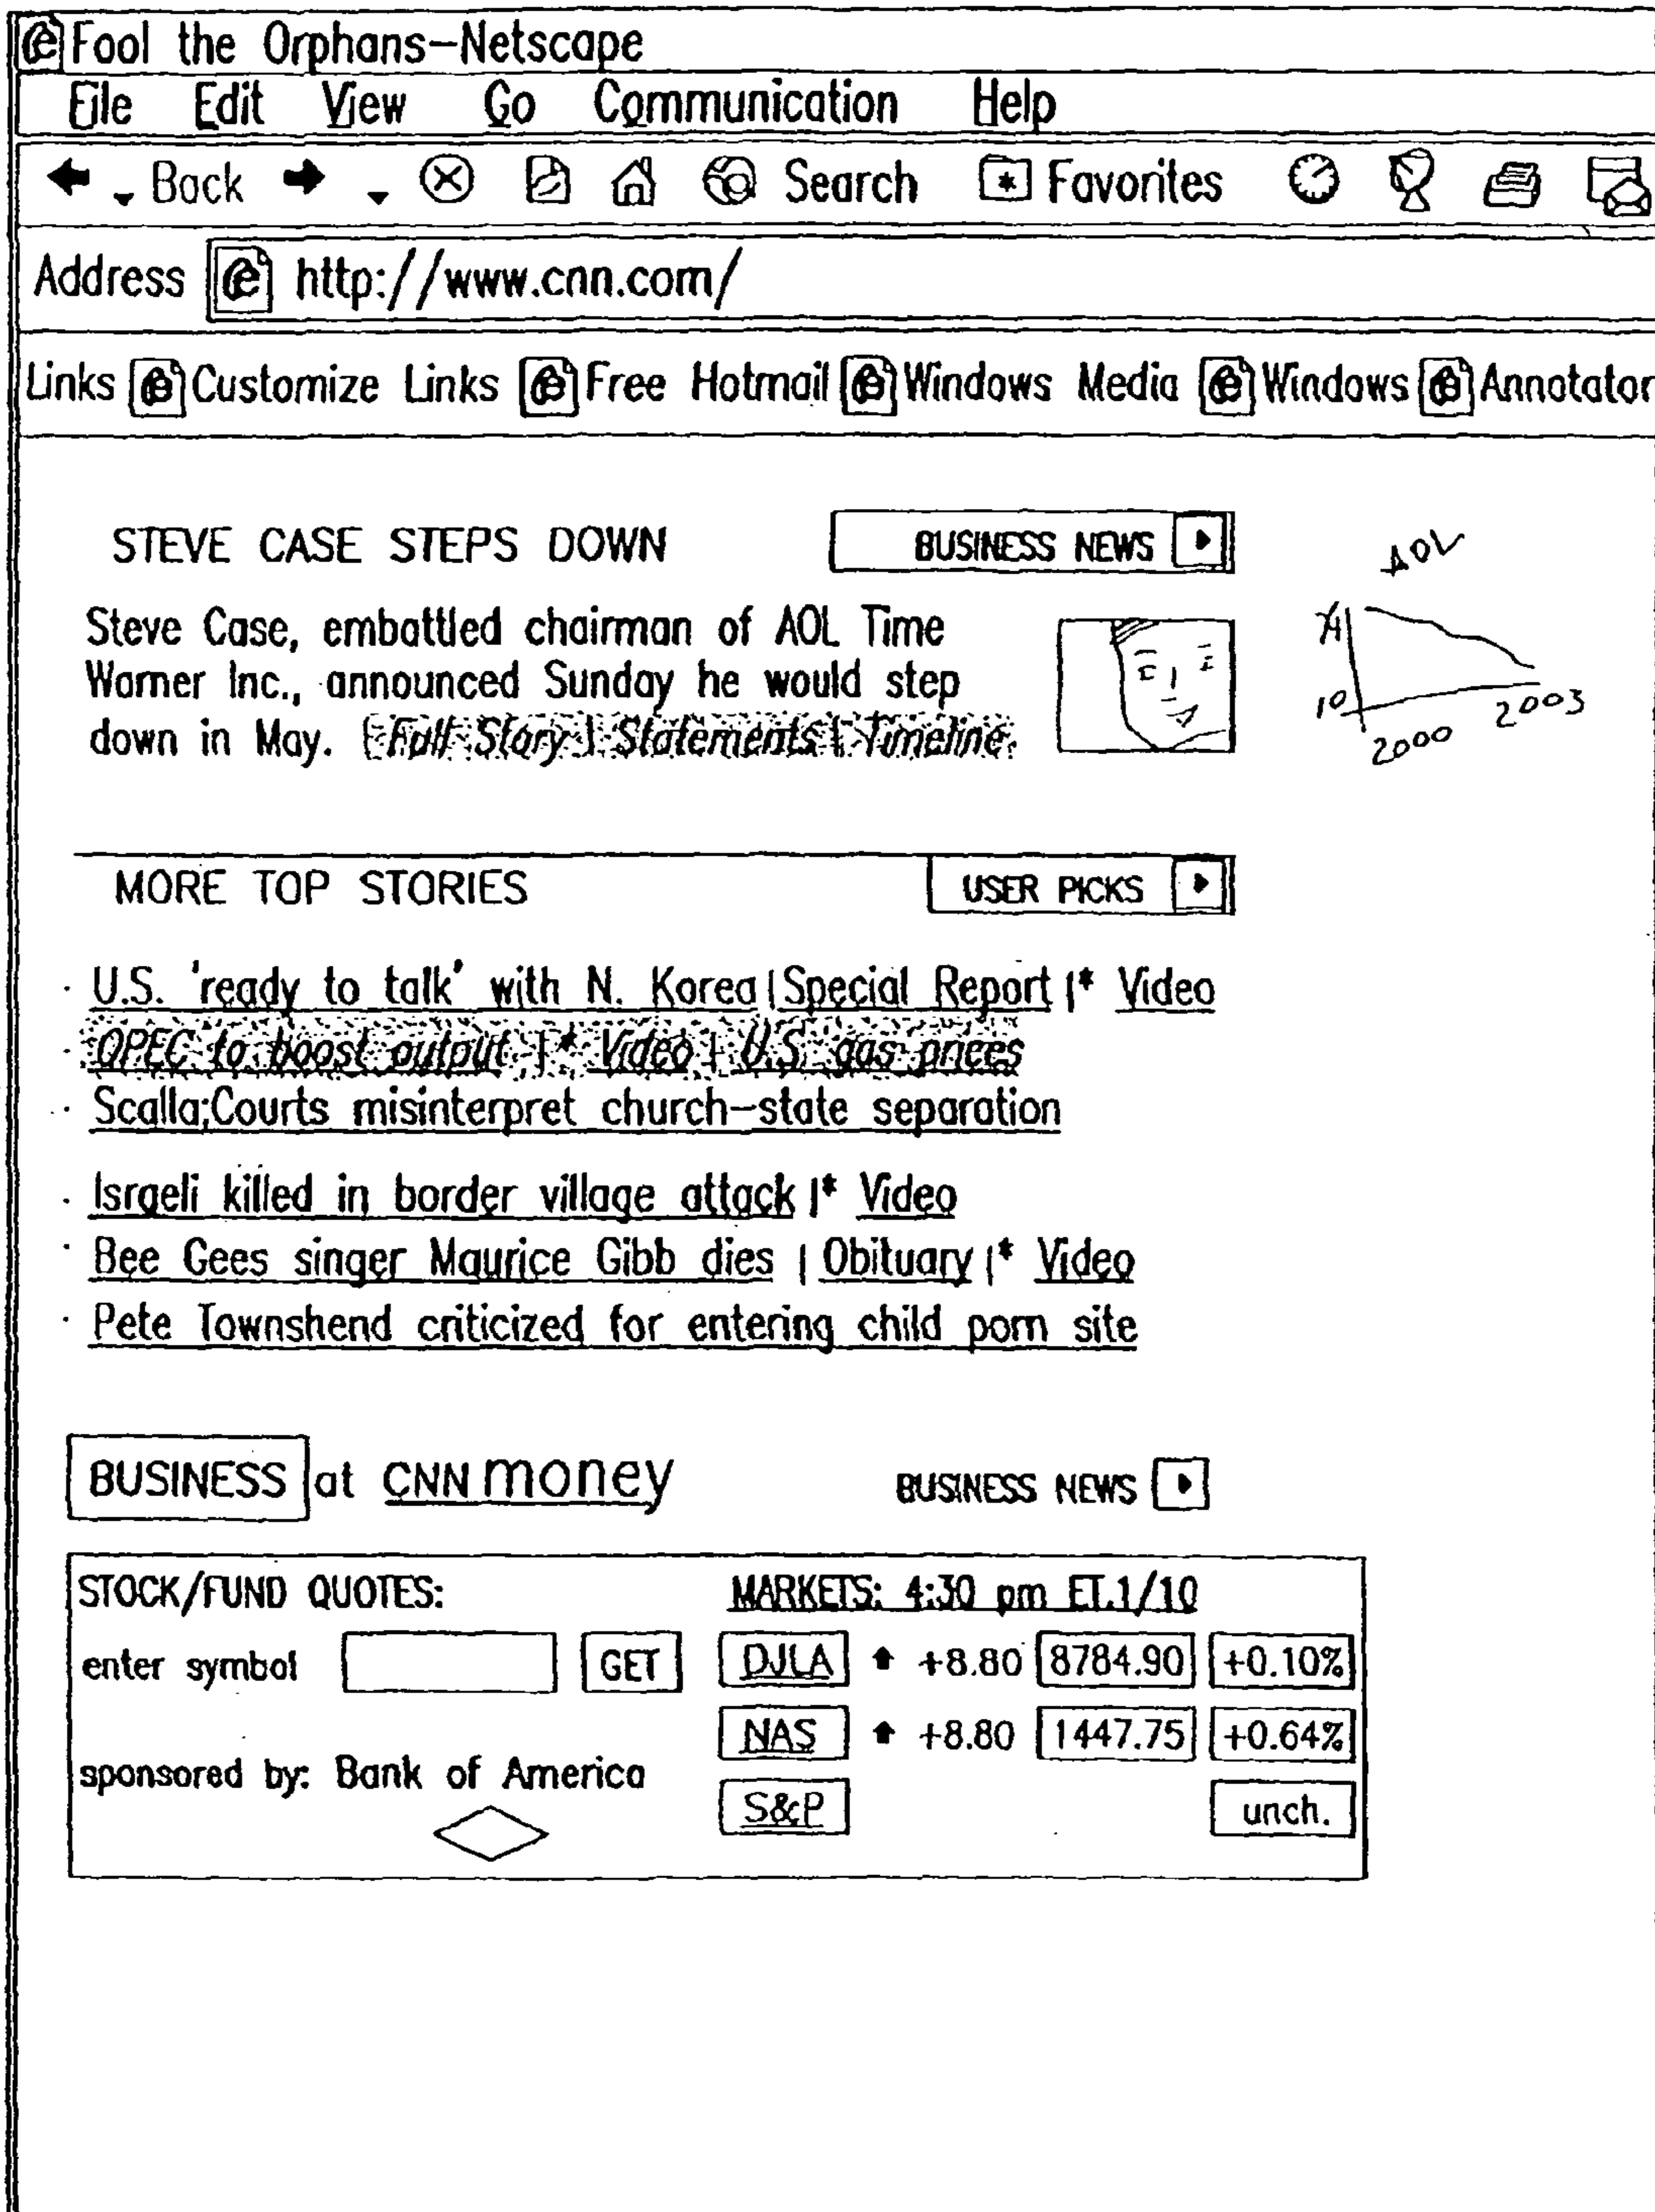 Fool the Orphans-Netscape
File Edit View Go Communication Help
Back Search Favorites
Address http://www.cnn.com/
Links Customize Links Free Hotmail Windows Media Windows Annotator
STEVE CASE STEPS DOWN BUSINESS NEWS
AOL
Steve Case, embattled chairman of AOL Time
Warner Inc., announced Sunday he would step
down in May. | Full Story | Statements | Timeline
10 2000 2003
MORE TOP STORIES USER PICKS
· U.S. 'ready to talk' with N. Korea | Special Report |* Video
· OPEC to boost output |* Video | U.S. gas prices
· Scalla;Courts misinterpret church-state separation
· Israeli killed in border village attack |* Video
· Bee Gees singer Maurice Gibb dies | Obituary |* Video
· Pete Townshend criticized for entering child porn site
BUSINESS at CNN money BUSINESS NEWS
STOCK/FUND QUOTES: MARKETS: 4:30 pm ET.1/10
enter symbol GET DJLA +8.80 8784.90 +0.10%
NAS +8.80 1447.75 +0.64%
sponsored by: Bank of America
S&P unch.